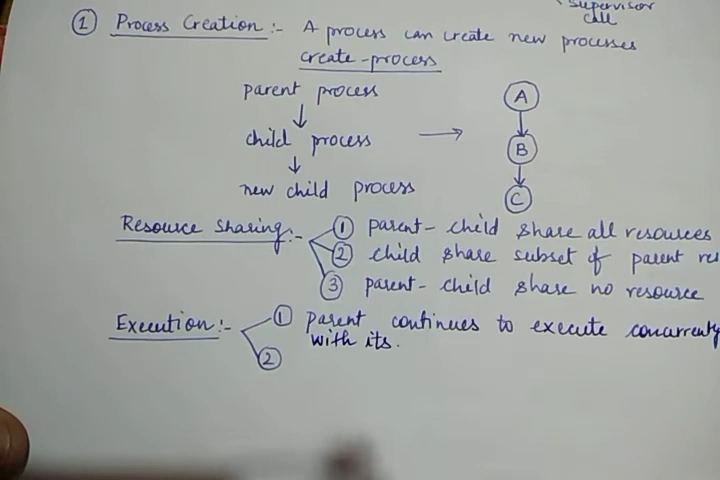 supervisor
call
① Process Creation :- A process can create new processes
create-process
parent process
child process
new child process
A
B
C
Resource sharing :-
① parent-child share all resources
② child share subset of parent res
③ parent-child share no resource
Execution :-
① parent continues to execute concurrently
with its.
②